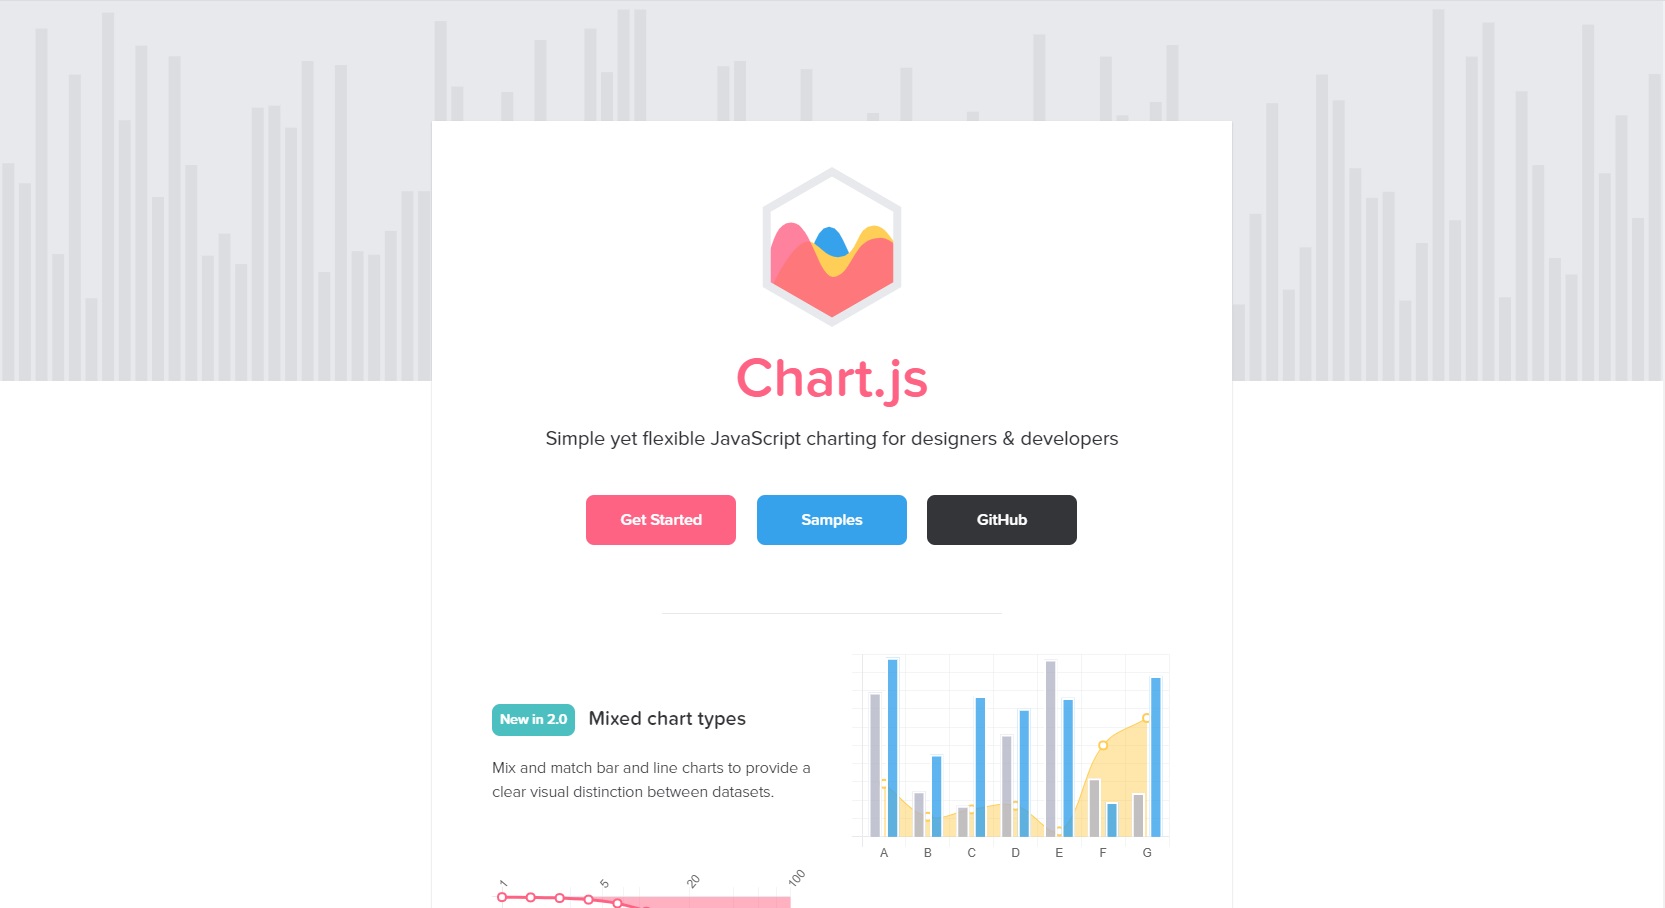 Chart.js
Simple yet flexible JavaScript charting for designers & developers
Get Started
Samples
GitHub
New in 2.0
Mixed chart types
Mix and match bar and line charts to provide a
clear visual distinction between datasets.
A B C D E F G
1 5 20 100